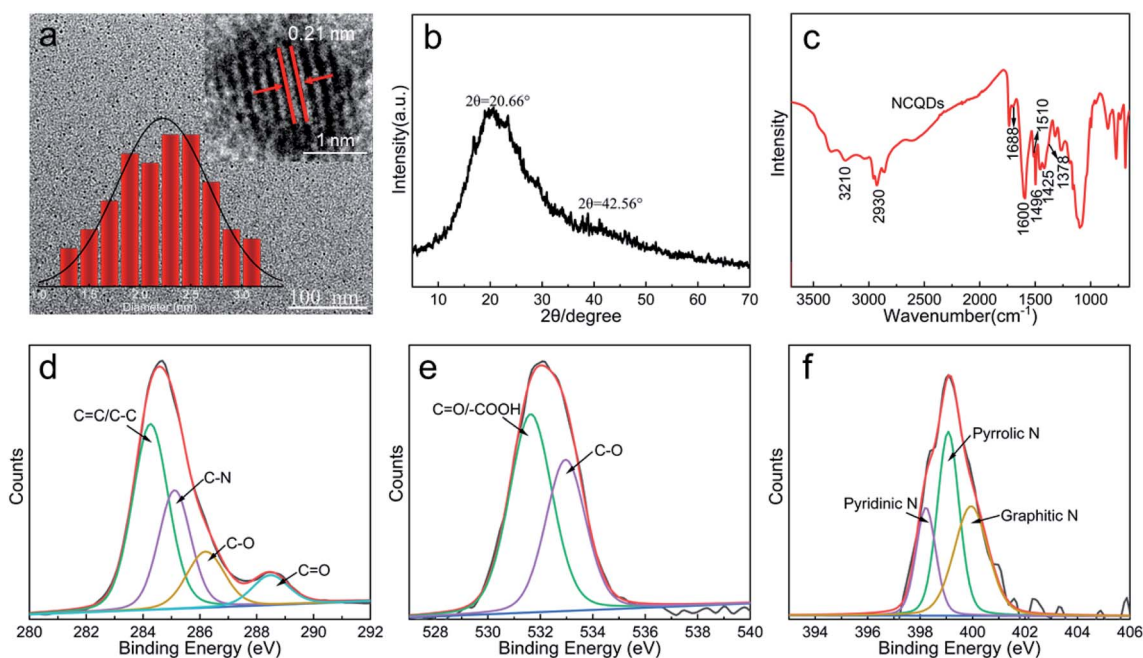 a
0.21 nm
1 nm
1.0 1.5 2.0 2.5 3.0
Diameter (nm)
100 nm
b
2θ=20.66°
2θ=42.56°
Intensity(a.u.)
10 20 30 40 50 60 70
2θ/degree
c
NCQDs
3210
2930
1688
1600
1510
1496
1425
1378
Intensity
3500 3000 2500 2000 1500 1000
Wavenumber(cm⁻¹)
d
C=C/C-C
C-N
C-O
C=O
Counts
280 282 284 286 288 290 292
Binding Energy (eV)
e
C=O/-COOH
C-O
Counts
528 530 532 534 536 538 540
Binding Energy (eV)
f
Pyrrolic N
Pyridinic N
Graphitic N
Counts
394 396 398 400 402 404 406
Binding Energy (eV)